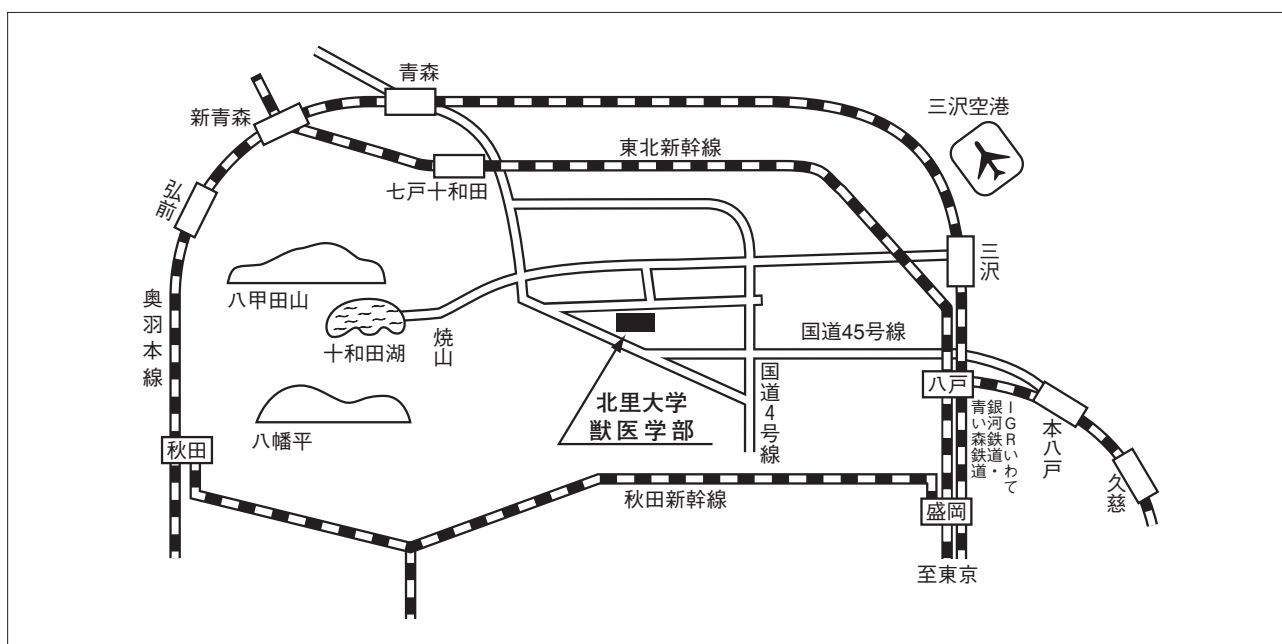 青森
新青森
三沢空港
東北新幹線
七戸十和田
弘前
三沢
八甲田山
奥羽本線
十和田湖
焼山
国道45号線
国道4号線
八戸
北里大学
獣医学部
IGRいわて
銀河鉄道・
青い森鉄道
本八戸
八幡平
秋田
久慈
秋田新幹線
盛岡
至東京